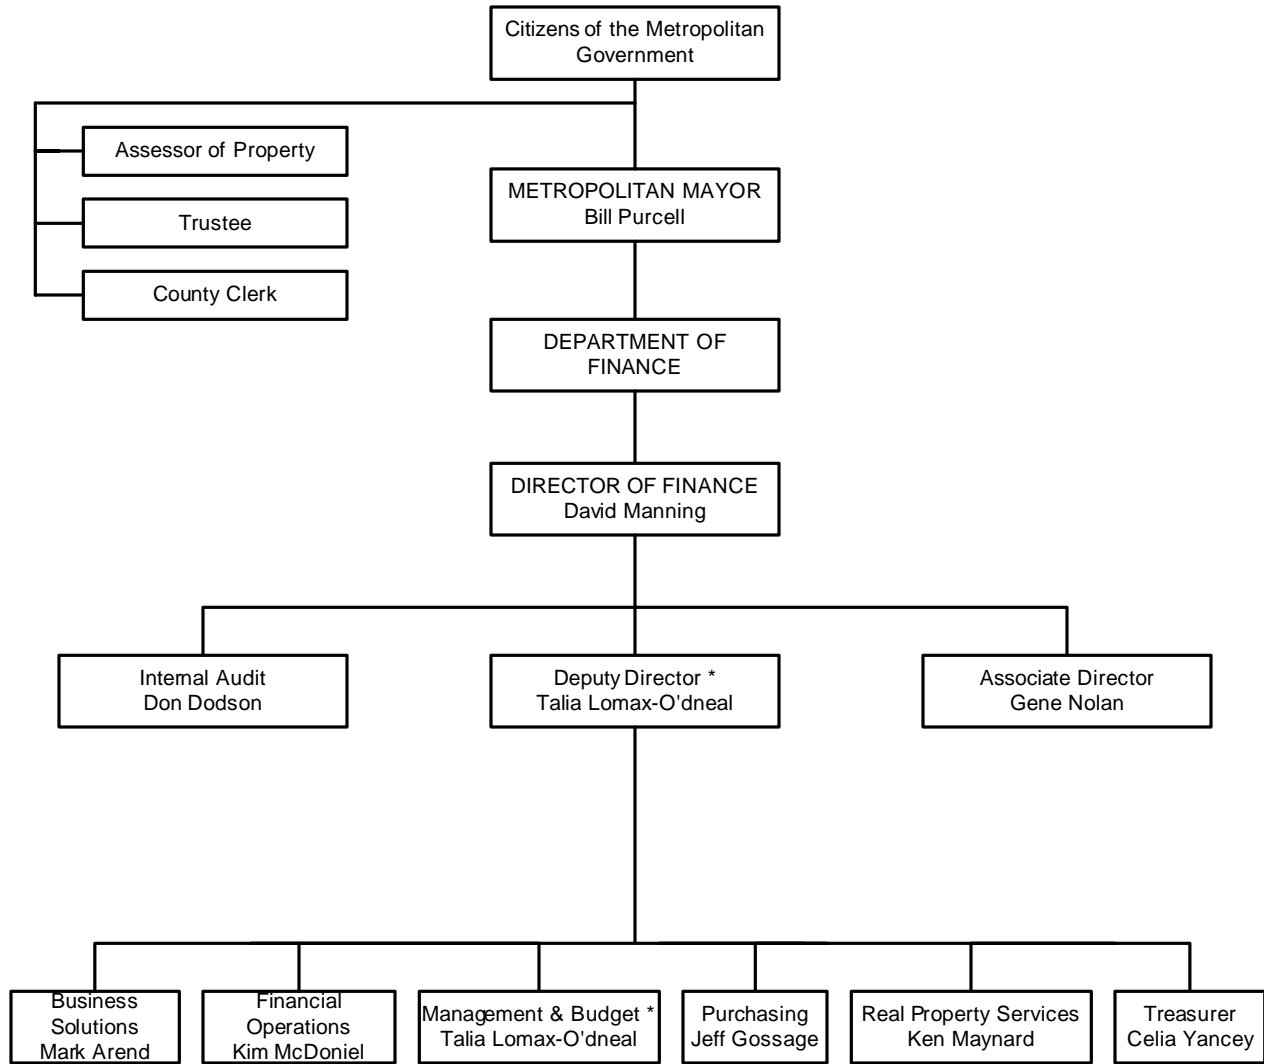 Citizens of the Metropolitan
Government
Assessor of Property
Trustee
County Clerk
METROPOLITAN MAYOR
Bill Purcell
DEPARTMENT OF
FINANCE
DIRECTOR OF FINANCE
David Manning
Internal Audit
Don Dodson
Deputy Director *
Talia Lomax-O'dneal
Associate Director
Gene Nolan
Business
Solutions
Mark Arend
Financial
Operations
Kim McDoniel
Management & Budget *
Talia Lomax-O'dneal
Purchasing
Jeff Gossage
Real Property Services
Ken Maynard
Treasurer
Celia Yancey